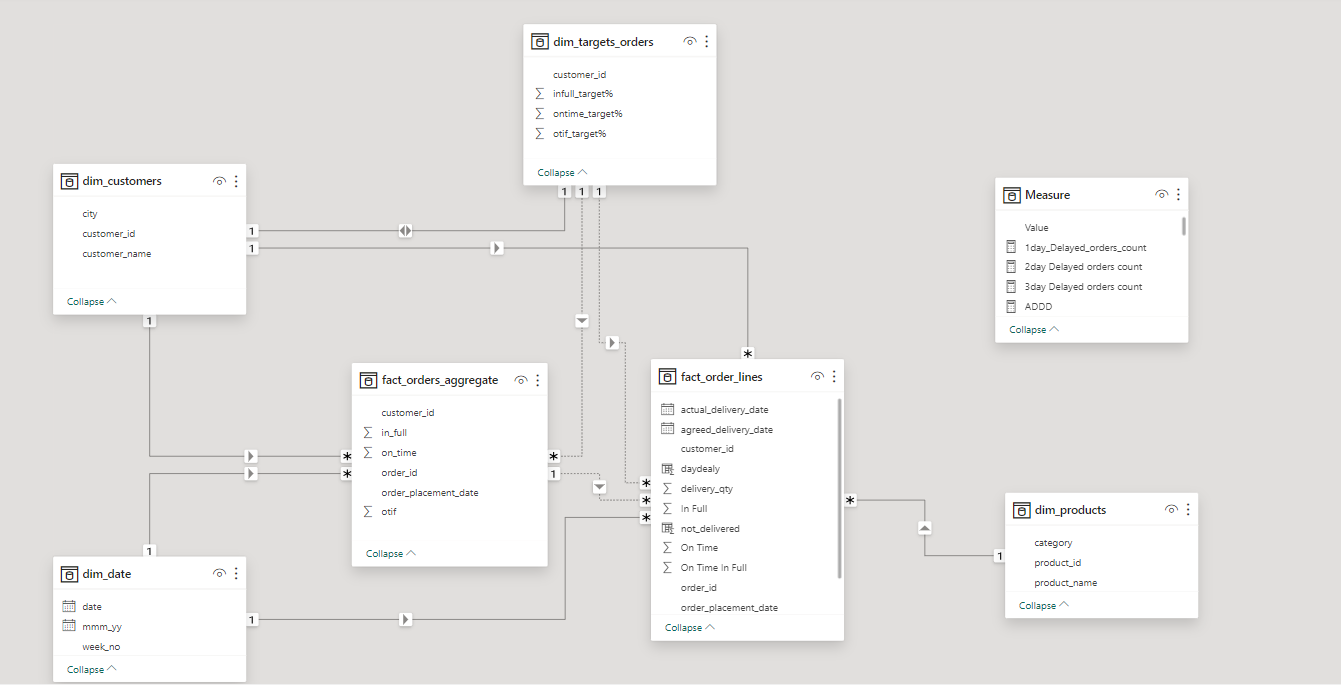 dim_targets_orders
customer_id
infull_target%
ontime_target%
otif_target%
Collapse
1 1 1
dim_customers
city
customer_id
customer_name
Collapse
1
1
1
Measure
Value
1day_Delayed_orders_count
2day Delayed orders count
3day Delayed orders count
ADDD
Collapse
fact_orders_aggregate
customer_id
in_full
on_time
order_id
order_placement_date
otif
Collapse
*
*
*
1
fact_order_lines
actual_delivery_date
agreed_delivery_date
customer_id
daydealy
delivery_qty
In Full
not_delivered
On Time
On Time In Full
order_id
order_placement_date
Collapse
*
*
*
*
*
dim_products
category
product_id
product_name
Collapse
1
dim_date
date
mmm_yy
week_no
Collapse
1
1